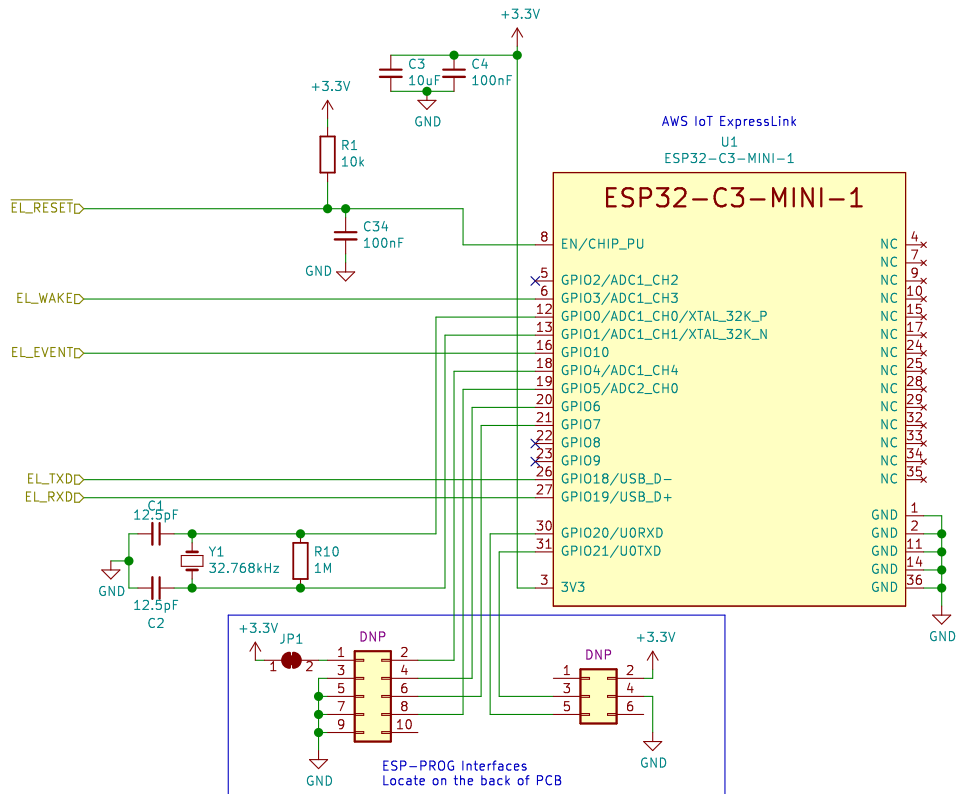 +3.3V
C3
10uF
C4
100nF
GND
+3.3V
R1
10k
AWS IoT ExpressLink
U1
ESP32-C3-MINI-1
ESP32-C3-MINI-1
EL_RESET
C34
100nF
GND
8 EN/CHIP_PU
5 GPIO2/ADC1_CH2
EL_WAKE
6 GPIO3/ADC1_CH3
12 GPIO0/ADC1_CH0/XTAL_32K_P
13 GPIO1/ADC1_CH1/XTAL_32K_N
EL_EVENT
16 GPIO10
18 GPIO4/ADC1_CH4
19 GPIO5/ADC2_CH0
20 GPIO6
21 GPIO7
22 GPIO8
23 GPIO9
EL_TXD
26 GPIO18/USB_D-
EL_RXD
27 GPIO19/USB_D+
30 GPIO20/U0RXD
31 GPIO21/U0TXD
3 3V3
NC 4
NC 7
NC 9
NC 10
NC 15
NC 17
NC 24
NC 25
NC 28
NC 29
NC 32
NC 33
NC 34
NC 35
GND 1
GND 2
GND 11
GND 14
GND 36
GND
C1
12.5pF
Y1
32.768kHz
R10
1M
GND
12.5pF
C2
+3.3V
JP1
1 2
DNP
1 2
3 4
5 6
7 8
9 10
GND
DNP
+3.3V
1 2
3 4
5 6
GND
ESP-PROG Interfaces
Locate on the back of PCB